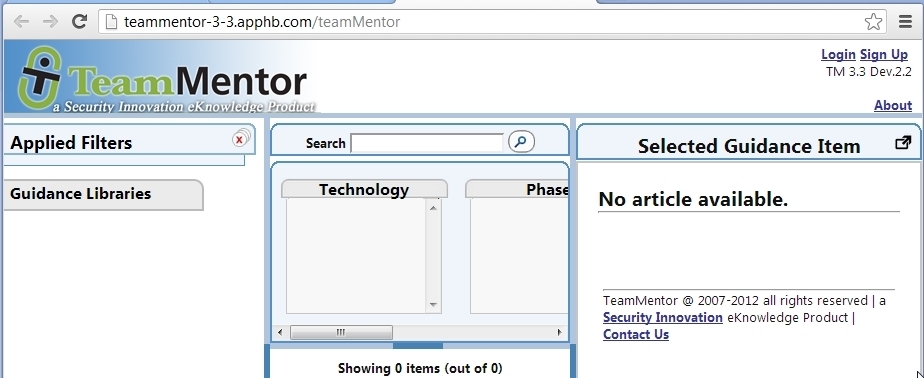 teammentor-3-3.apphb.com/teamMentor
Login Sign Up
TM 3.3 Dev.2.2
TeamMentor
a Security Innovation eKnowledge Product
About
Applied Filters
Search
Selected Guidance Item
Guidance Libraries
Technology
Phase
No article available.
TeamMentor @ 2007-2012 all rights reserved | a
Security Innovation eKnowledge Product |
Contact Us
Showing 0 items (out of 0)